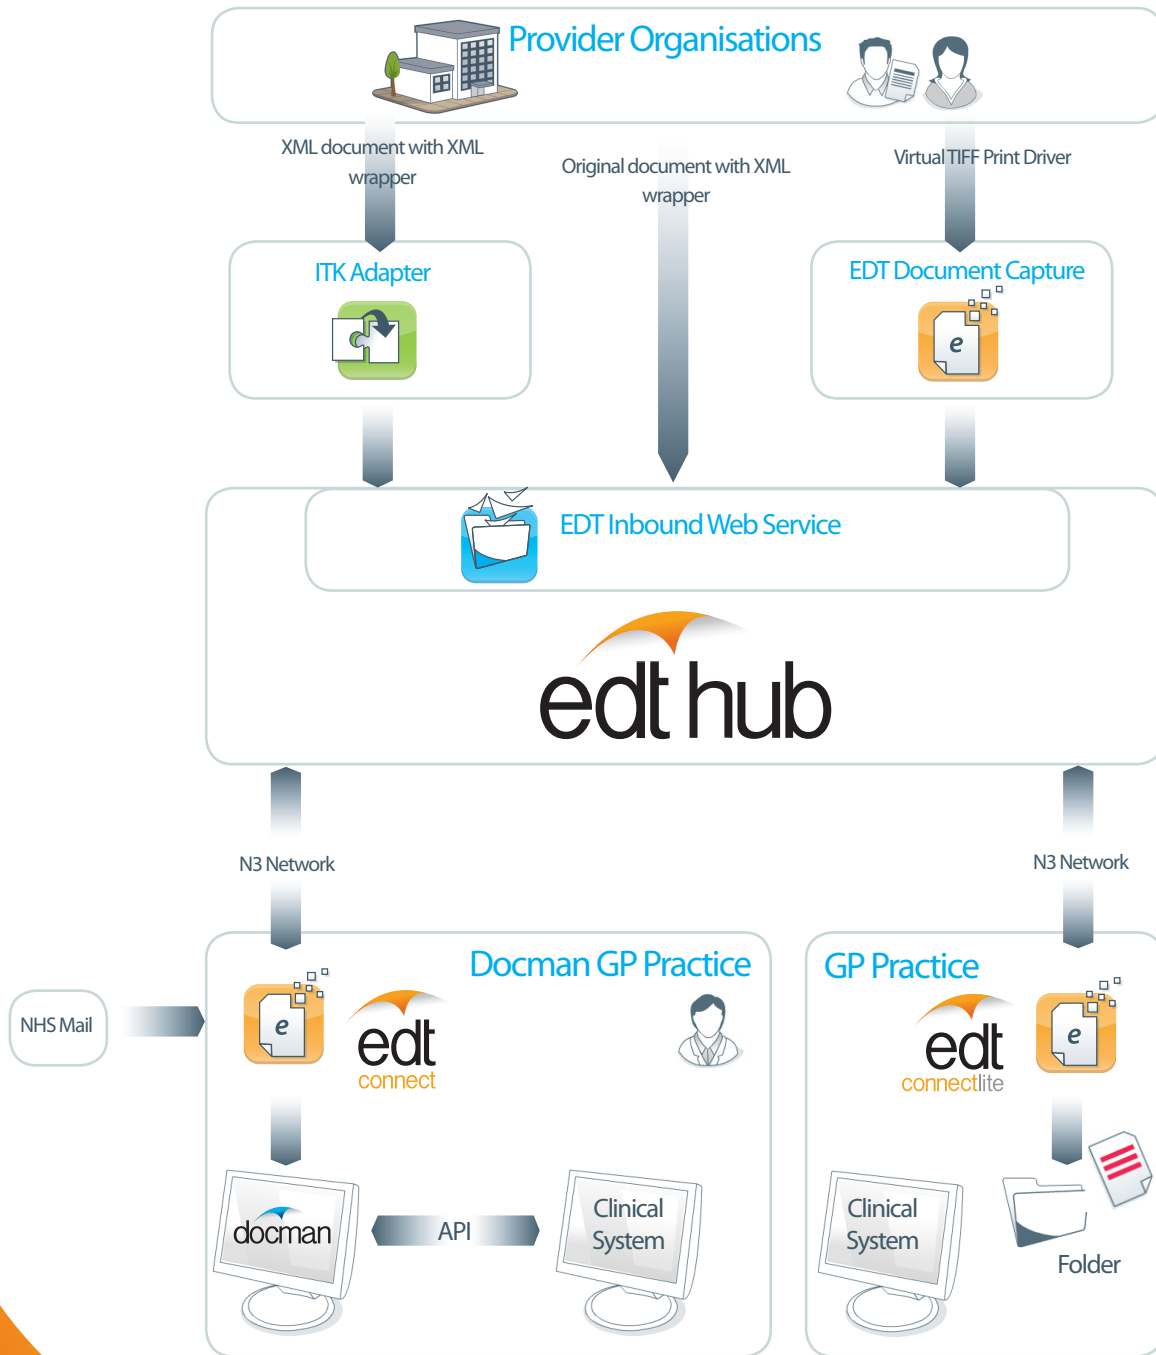 Provider Organisations
XML document with XML
wrapper
Original document with XML
wrapper
Virtual TIFF Print Driver
ITK Adapter
EDT Document Capture
e
EDT Inbound Web Service
edt hub
N3 Network
N3 Network
Docman GP Practice
GP Practice
NHS Mail
e
edt
connect
edt
connectlite
e
docman
API
Clinical
System
Clinical
System
Folder